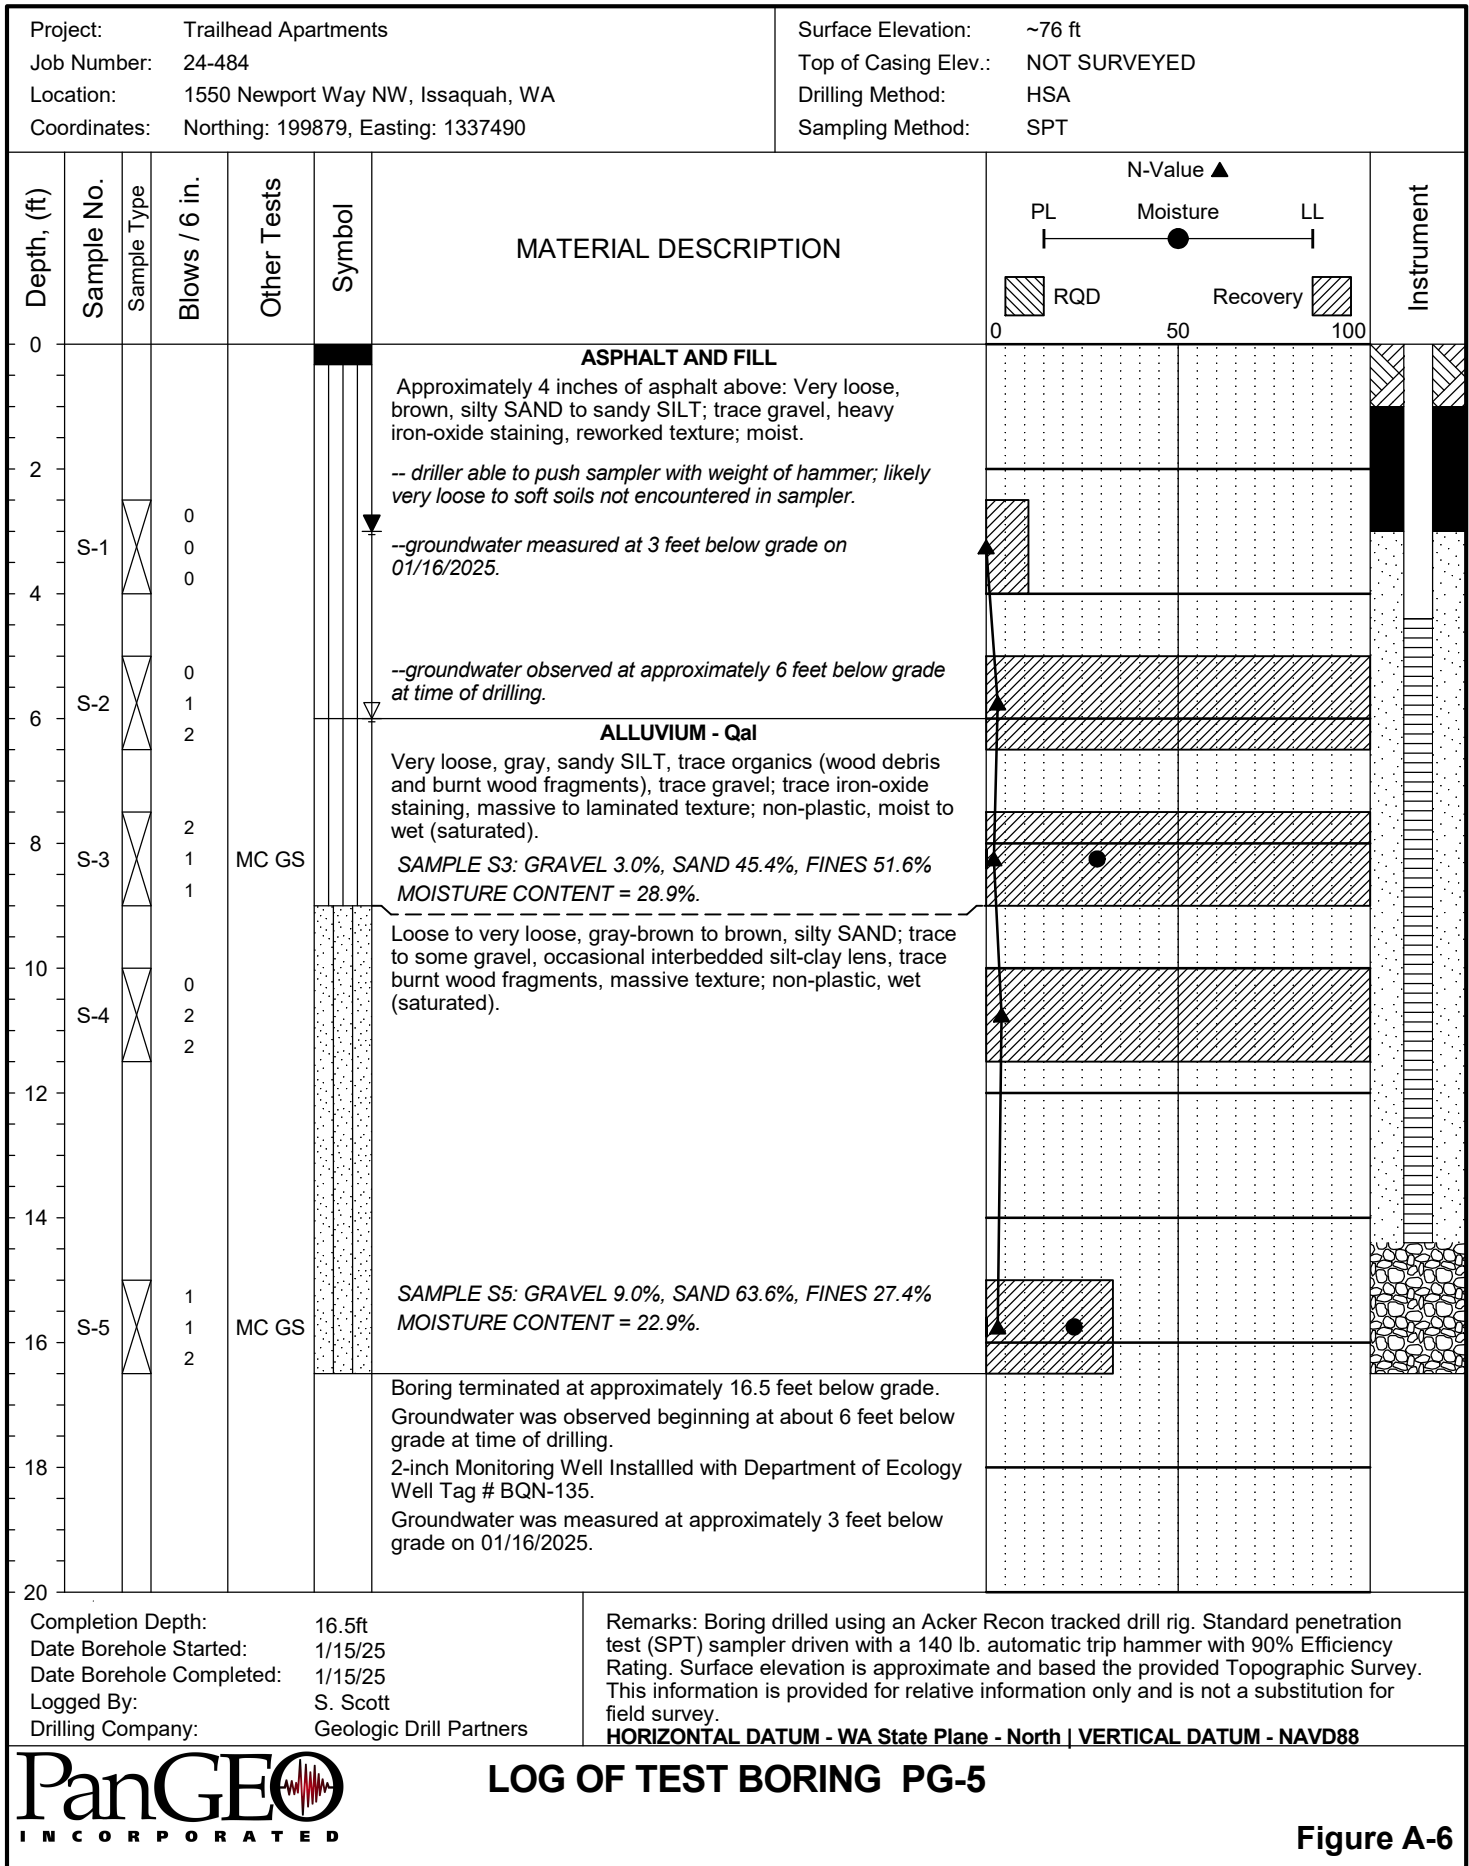 Project: Trailhead Apartments
Job Number: 24-484
Location: 1550 Newport Way NW, Issaquah, WA
Coordinates: Northing: 199879, Easting: 1337490
Surface Elevation: ~76 ft
Top of Casing Elev.: NOT SURVEYED
Drilling Method: HSA
Sampling Method: SPT
Depth, (ft)
Sample No.
Sample Type
Blows / 6 in.
Other Tests
Symbol
MATERIAL DESCRIPTION
N-Value ▲
PL Moisture LL
RQD Recovery
0 50 100
Instrument
0
ASPHALT AND FILL
Approximately 4 inches of asphalt above: Very loose,
brown, silty SAND to sandy SILT; trace gravel, heavy
iron-oxide staining, reworked texture; moist.
2
-- driller able to push sampler with weight of hammer; likely
very loose to soft soils not encountered in sampler.
S-1
0
0
0
--groundwater measured at 3 feet below grade on
01/16/2025.
4
S-2
0
1
2
--groundwater observed at approximately 6 feet below grade
at time of drilling.
6
ALLUVIUM - Qal
Very loose, gray, sandy SILT, trace organics (wood debris
and burnt wood fragments), trace gravel; trace iron-oxide
staining, massive to laminated texture; non-plastic, moist to
wet (saturated).
8
S-3
2
1
1
MC GS
SAMPLE S3: GRAVEL 3.0%, SAND 45.4%, FINES 51.6%
MOISTURE CONTENT = 28.9%.
Loose to very loose, gray-brown to brown, silty SAND; trace
to some gravel, occasional interbedded silt-clay lens, trace
burnt wood fragments, massive texture; non-plastic, wet
(saturated).
10
S-4
0
2
2
12
14
S-5
1
1
2
MC GS
SAMPLE S5: GRAVEL 9.0%, SAND 63.6%, FINES 27.4%
MOISTURE CONTENT = 22.9%.
16
Boring terminated at approximately 16.5 feet below grade.
Groundwater was observed beginning at about 6 feet below
grade at time of drilling.
18
2-inch Monitoring Well Installled with Department of Ecology
Well Tag # BQN-135.
Groundwater was measured at approximately 3 feet below
grade on 01/16/2025.
20
Completion Depth: 16.5ft
Date Borehole Started: 1/15/25
Date Borehole Completed: 1/15/25
Logged By: S. Scott
Drilling Company: Geologic Drill Partners
Remarks: Boring drilled using an Acker Recon tracked drill rig. Standard penetration
test (SPT) sampler driven with a 140 lb. automatic trip hammer with 90% Efficiency
Rating. Surface elevation is approximate and based the provided Topographic Survey.
This information is provided for relative information only and is not a substitution for
field survey.
HORIZONTAL DATUM - WA State Plane - North | VERTICAL DATUM - NAVD88
PanGEO
INCORPORATED
LOG OF TEST BORING PG-5
Figure A-6